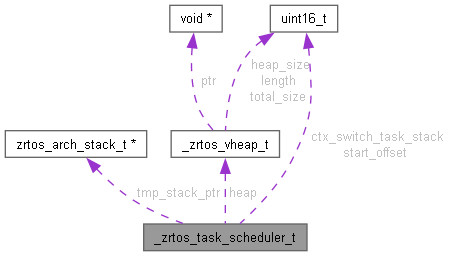 void *
uint16_t
ptr
heap_size
length
total_size
zrtos_arch_stack_t *
_zrtos_vheap_t
ctx_switch_task_stack
start_offset
tmp_stack_ptr
heap
_zrtos_task_scheduler_t